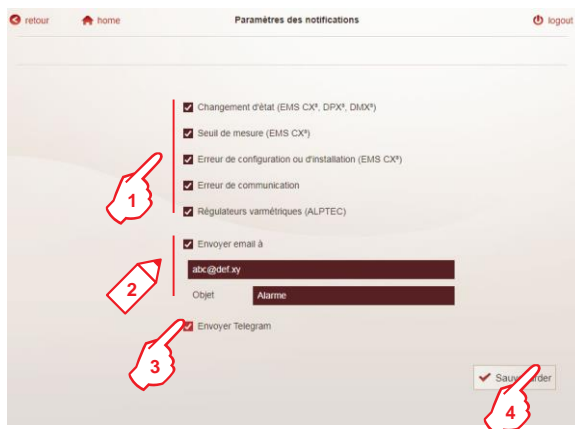 retour home Paramètres des notifications logout
Changement d'état (EMS CX³, DPX³, DMX³)
Seuil de mesure (EMS CX³)
Erreur de configuration ou d'installation (EMS CX³)
Erreur de communication
1
Régulateurs varmétriques (ALPTEC)
Envoyer email à
abc@def.xy
2
Objet Alarme
Envoyer Telegram
3
4